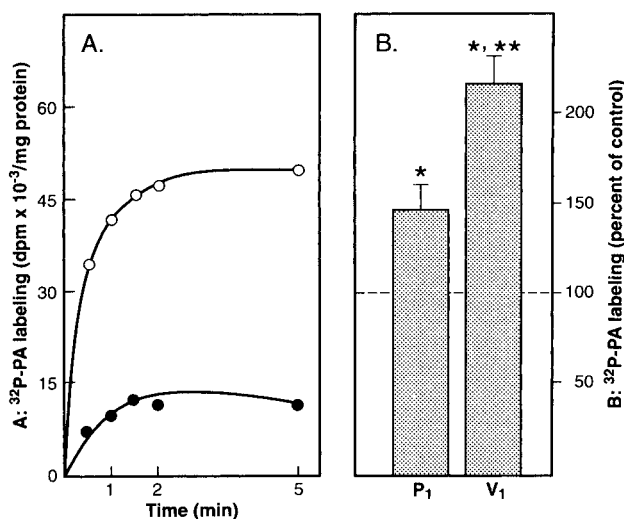 A.
A: ³²P-PA labeling (dpm x 10⁻³/mg protein)
60
45
30
15
0
1
2
5
Time (min)
B.
*
*, **
P₁
V₁
200
150
100
50
B: ³²P-PA labeling (percent of control)